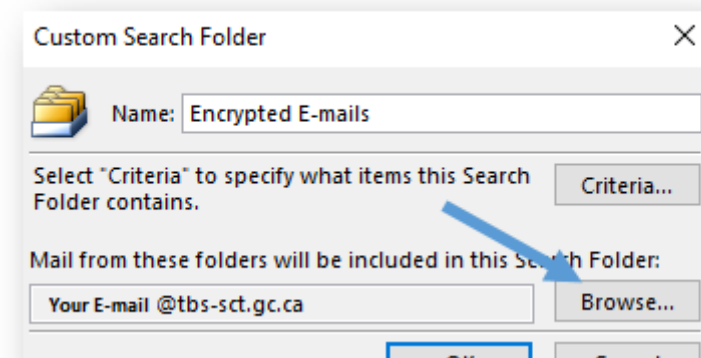 Custom Search Folder
Name: Encrypted E-mails
Select "Criteria" to specify what items this Search
Folder contains.
Criteria...
Mail from these folders will be included in this Search Folder:
Your E-mail @tbs-sct.gc.ca
Browse...